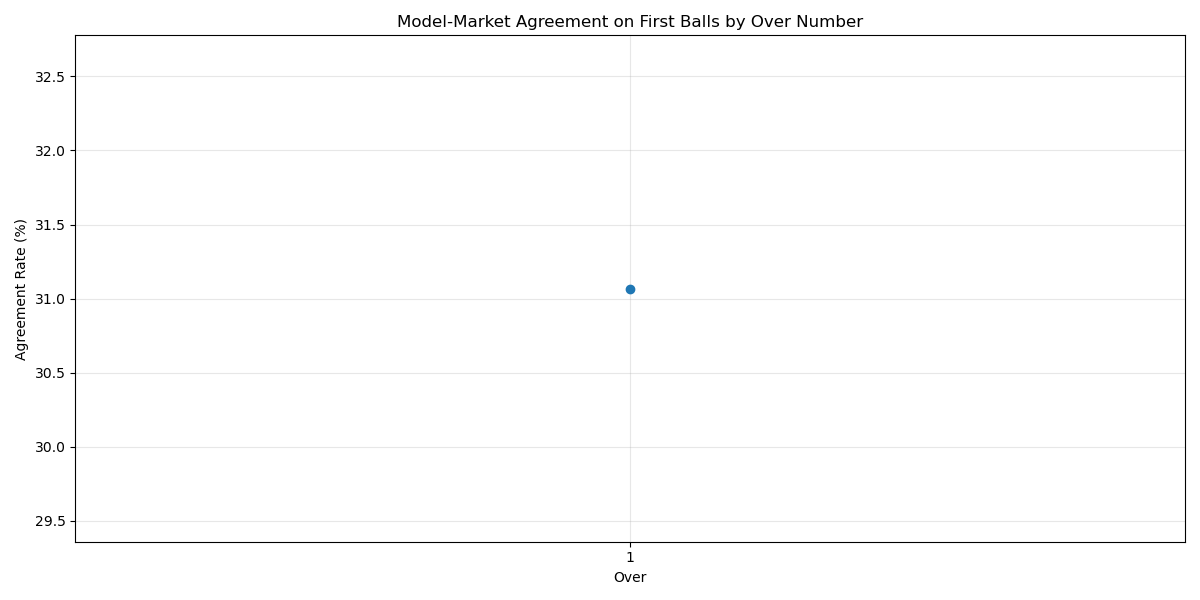 Model-Market Agreement on First Balls by Over Number
32.5
32.0
31.5
31.0
30.5
30.0
29.5
Agreement Rate (%)
1
Over